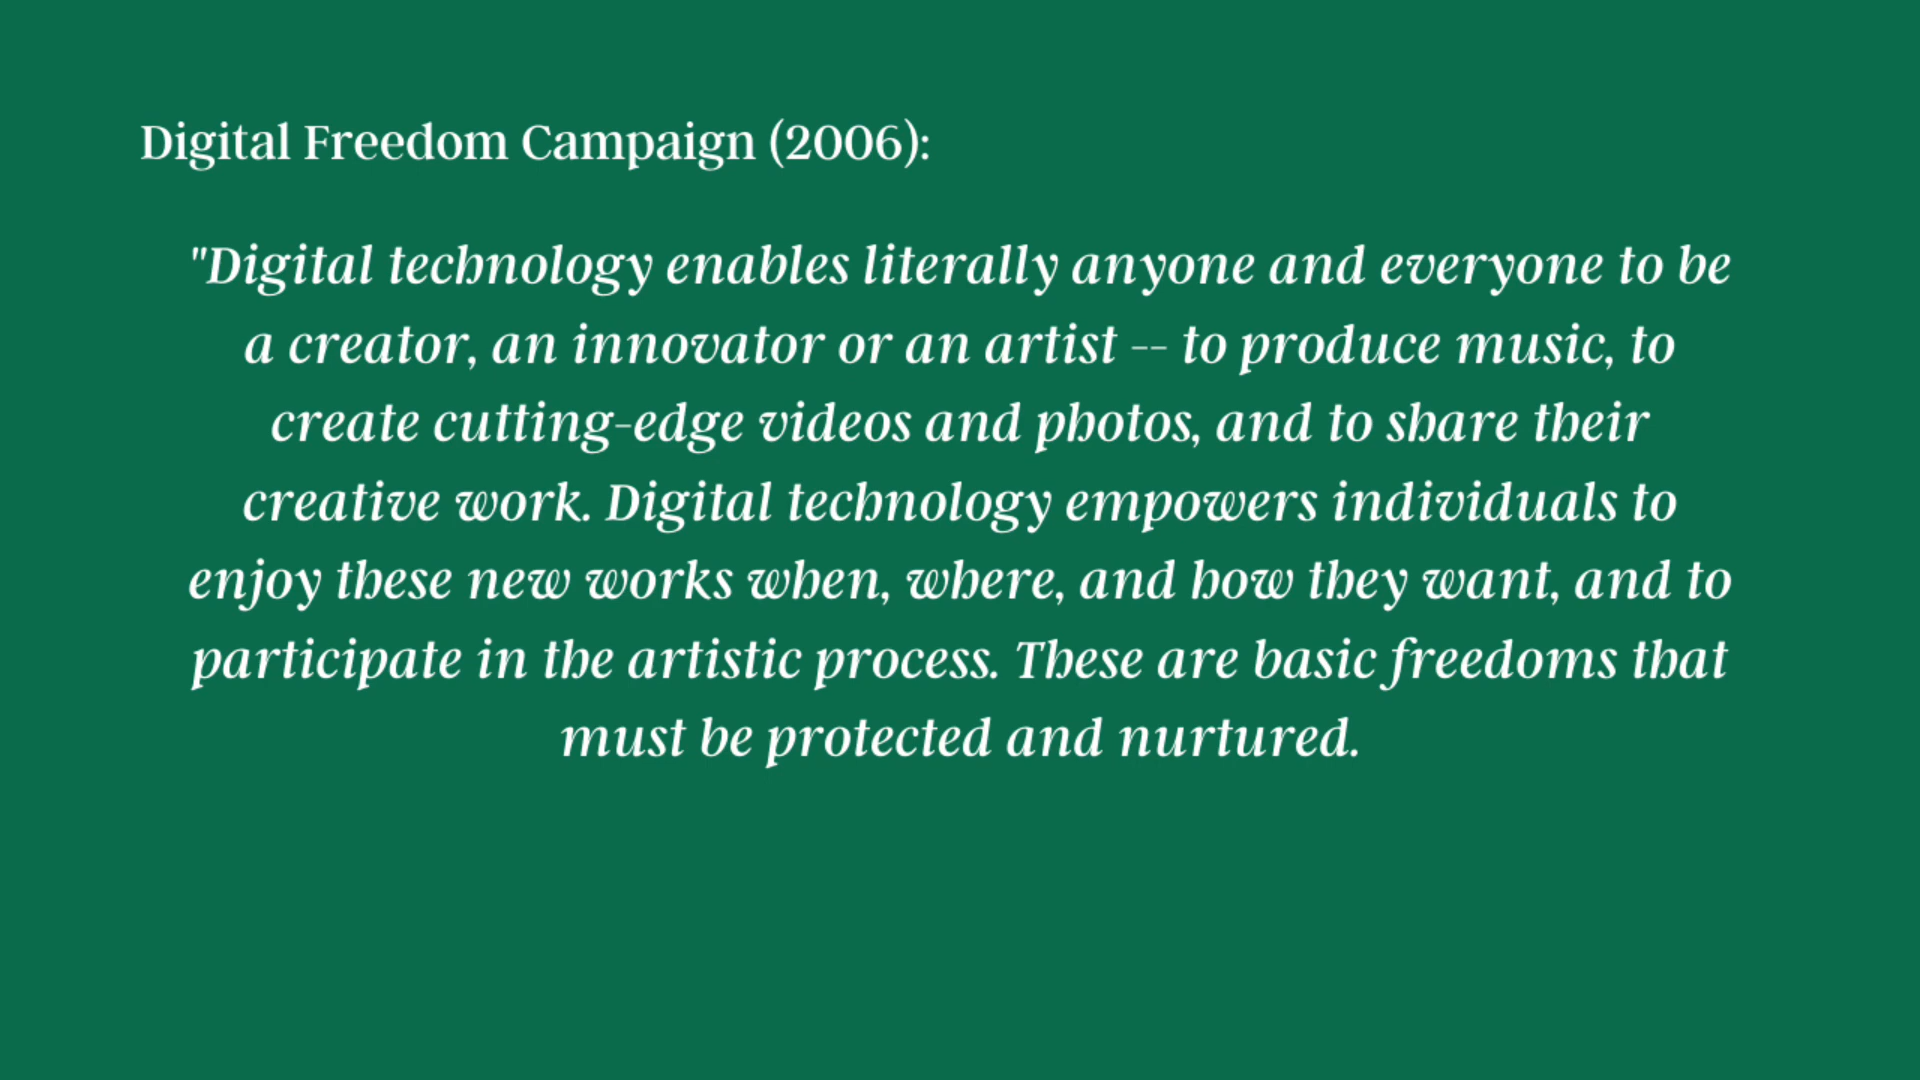 Digital Freedom Campaign (2006):
"Digital technology enables literally anyone and everyone to be
a creator, an innovator or an artist -- to produce music, to
create cutting-edge videos and photos, and to share their
creative work. Digital technology empowers individuals to
enjoy these new works when, where, and how they want, and to
participate in the artistic process. These are basic freedoms that
must be protected and nurtured.